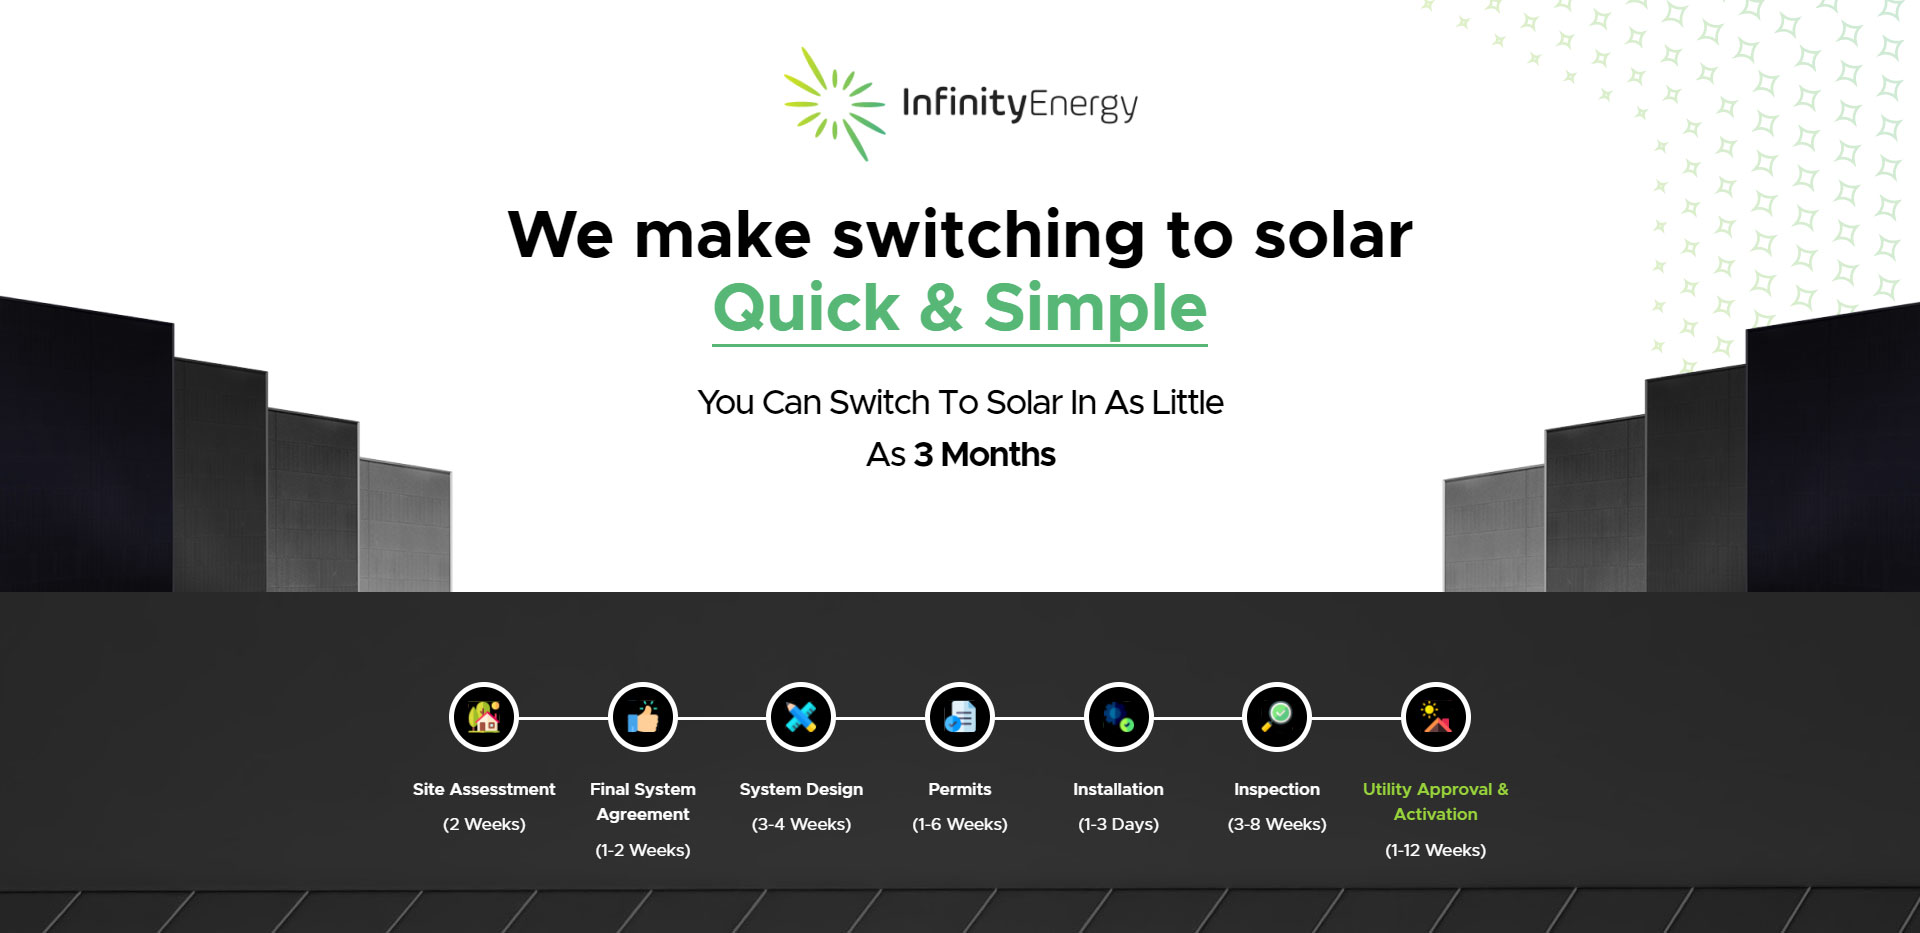 InfinityEnergy
We make switching to solar
Quick & Simple
You Can Switch To Solar In As Little
As 3 Months
Site Assesstment
(2 Weeks)
Final System
Agreement
(1-2 Weeks)
System Design
(3-4 Weeks)
Permits
(1-6 Weeks)
Installation
(1-3 Days)
Inspection
(3-8 Weeks)
Utility Approval &
Activation
(1-12 Weeks)